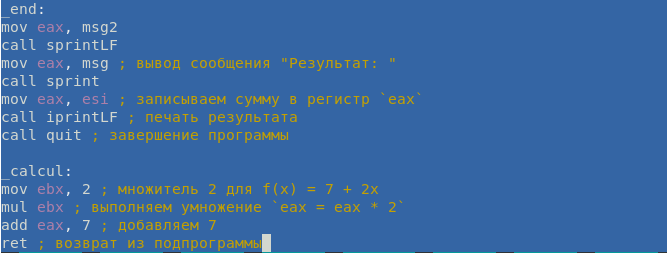 _end:
mov eax, msg2
call sprintLF
mov eax, msg ; вывод сообщения "Результат: "
call sprint
mov eax, esi ; записываем сумму в регистр `eax`
call iprintLF ; печать результата
call quit ; завершение программы

_calcul:
mov ebx, 2 ; множитель 2 для f(x) = 7 + 2x
mul ebx ; выполняем умножение `eax = eax * 2`
add eax, 7 ; добавляем 7
ret ; возврат из подпрограммы